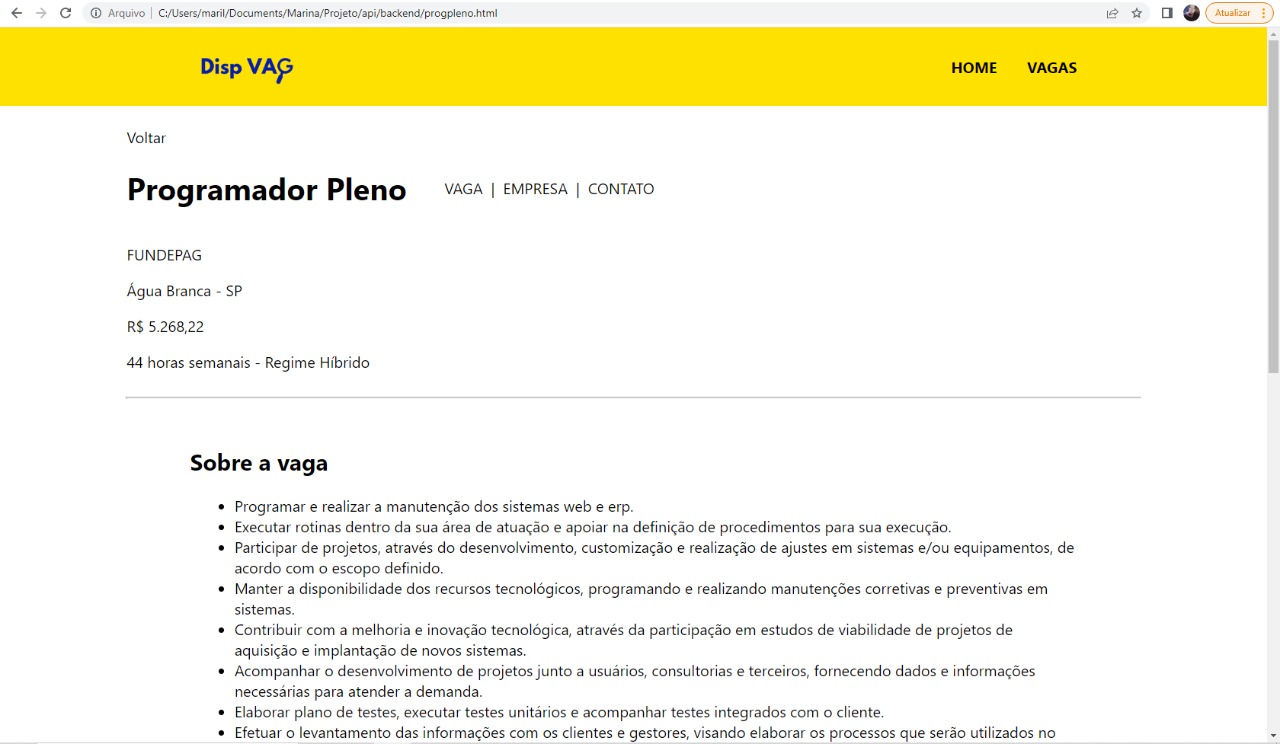 Arquivo | C:/Users/maril/Documents/Marina/Projeto/api/backend/progpleno.html
Atualizar
Disp VAG
HOME VAGAS
Voltar
Programador Pleno VAGA | EMPRESA | CONTATO
FUNDEPAG
Água Branca - SP
R$ 5.268,22
44 horas semanais - Regime Híbrido
Sobre a vaga
• Programar e realizar a manutenção dos sistemas web e erp.
• Executar rotinas dentro da sua área de atuação e apoiar na definição de procedimentos para sua execução.
• Participar de projetos, através do desenvolvimento, customização e realização de ajustes em sistemas e/ou equipamentos, de
acordo com o escopo definido.
• Manter a disponibilidade dos recursos tecnológicos, programando e realizando manutenções corretivas e preventivas em
sistemas.
• Contribuir com a melhoria e inovação tecnológica, através da participação em estudos de viabilidade de projetos de
aquisição e implantação de novos sistemas.
• Acompanhar o desenvolvimento de projetos junto a usuários, consultorias e terceiros, fornecendo dados e informações
necessárias para atender a demanda.
• Elaborar plano de testes, executar testes unitários e acompanhar testes integrados com o cliente.
• Efetuar o levantamento das informações com os clientes e gestores, visando elaborar os processos que serão utilizados no